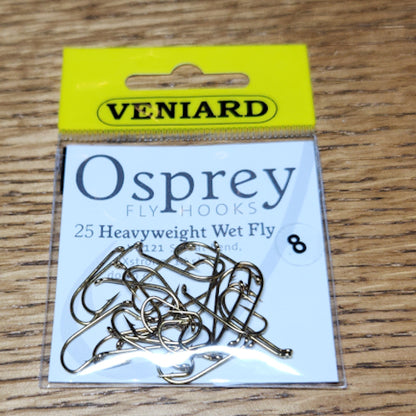 VENIARD
Osprey
FLY HOOKS
25 Heavyweight Wet Fly
8